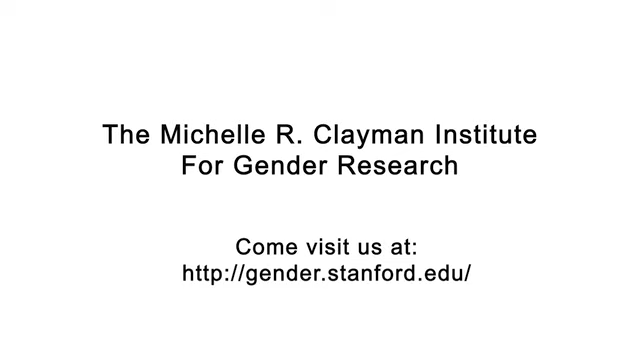 The Michelle R. Clayman Institute
For Gender Research
Come visit us at:
http://gender.stanford.edu/